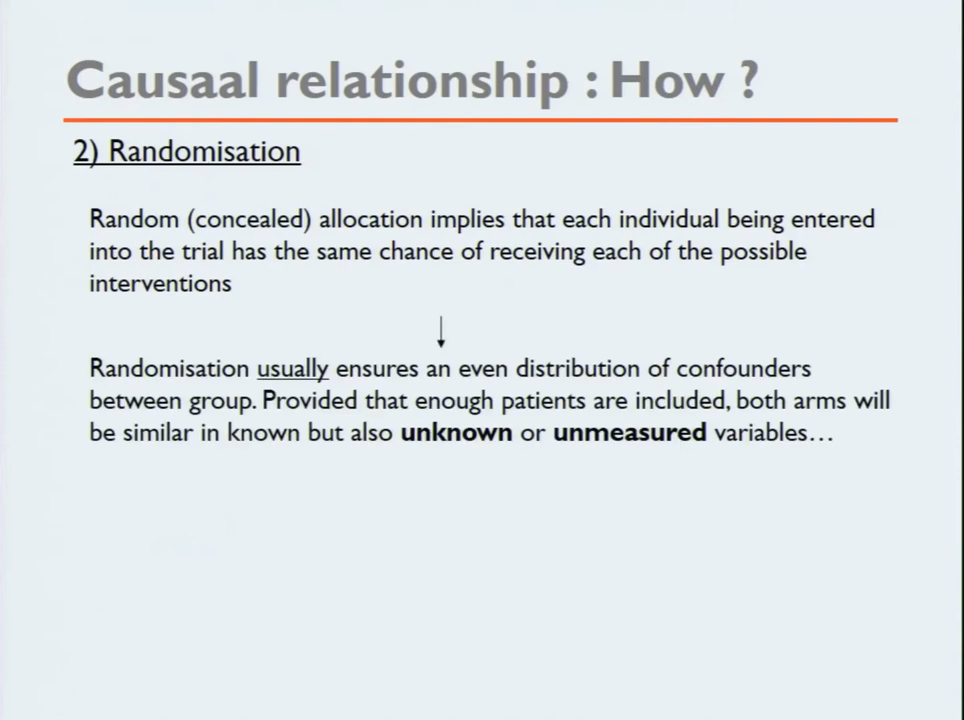 Causaal relationship : How ?
2) Randomisation
Random (concealed) allocation implies that each individual being entered
into the trial has the same chance of receiving each of the possible
interventions
Randomisation usually ensures an even distribution of confounders
between group. Provided that enough patients are included, both arms will
be similar in known but also unknown or unmeasured variables…